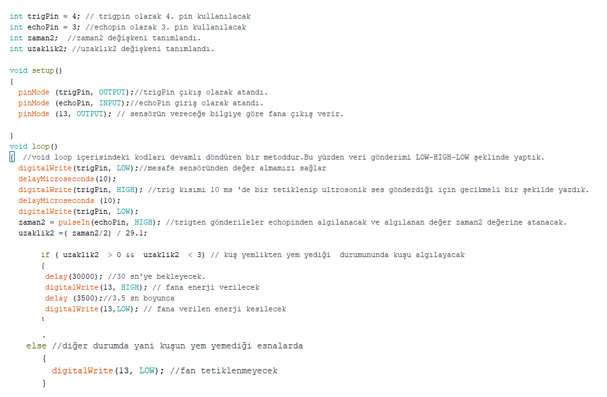 int trigPin = 4; // trigpin olarak 4. pin kullanılacak
int echoPin = 3; //echopin olarak 3. pin kullanılacak
int zaman2;  //zaman2 değişkeni tanımlandı.
int uzaklik2; //uzaklık2 değişkeni tanımlandı.
void setup()
{
pinMode (trigPin, OUTPUT);//trigPin çıkış olarak atandı.
pinMode (echoPin, INPUT);//echoPin giriş olarak atandı.
pinMode (13, OUTPUT); // sensörün vereceğe bilgiye göre fana çıkış verir.
}
void loop()
{  //void loop içerisindeki kodları devamlı döndüren bir metoddur.Bu yüzden veri gönderimi LOW-HIGH-LOW şeklinde yaptık.
digitalWrite(trigPin, LOW);//mesafe sensöründen değer almamızı sağlar
delayMicroseconds(10);
digitalWrite(trigPin, HIGH); //trig kısımı 10 ms 'de bir tetiklenip ultrosonik ses gönderdiği için gecikmeli bir şekilde yazdık.
delayMicroseconds (10);
digitalWrite(trigPin, LOW);
zaman2 = pulseIn(echoPin, HIGH); //trigten gönderileler echopinden algılanacak ve algılanan değer zaman2 değerine atanacak.
uzaklik2 =( zaman2/2) / 29.1;
if ( uzaklik2  > 0 &&  uzaklik2  < 3) // kuş yemlikten yem yediği  durumununda kuşu algılayacak
{
delay(30000); //30 sn'ye bekleyecek.
digitalWrite(13, HIGH); // fana enerji verilecek
delay (3500);//3.5 sn boyunca
digitalWrite(13,LOW); // fana verilen enerji kesilecek
}
else //diğer durumda yani kuşun yem yemediği esnalarda
{
digitalWrite(13, LOW); //fan tetiklenmeyecek
}